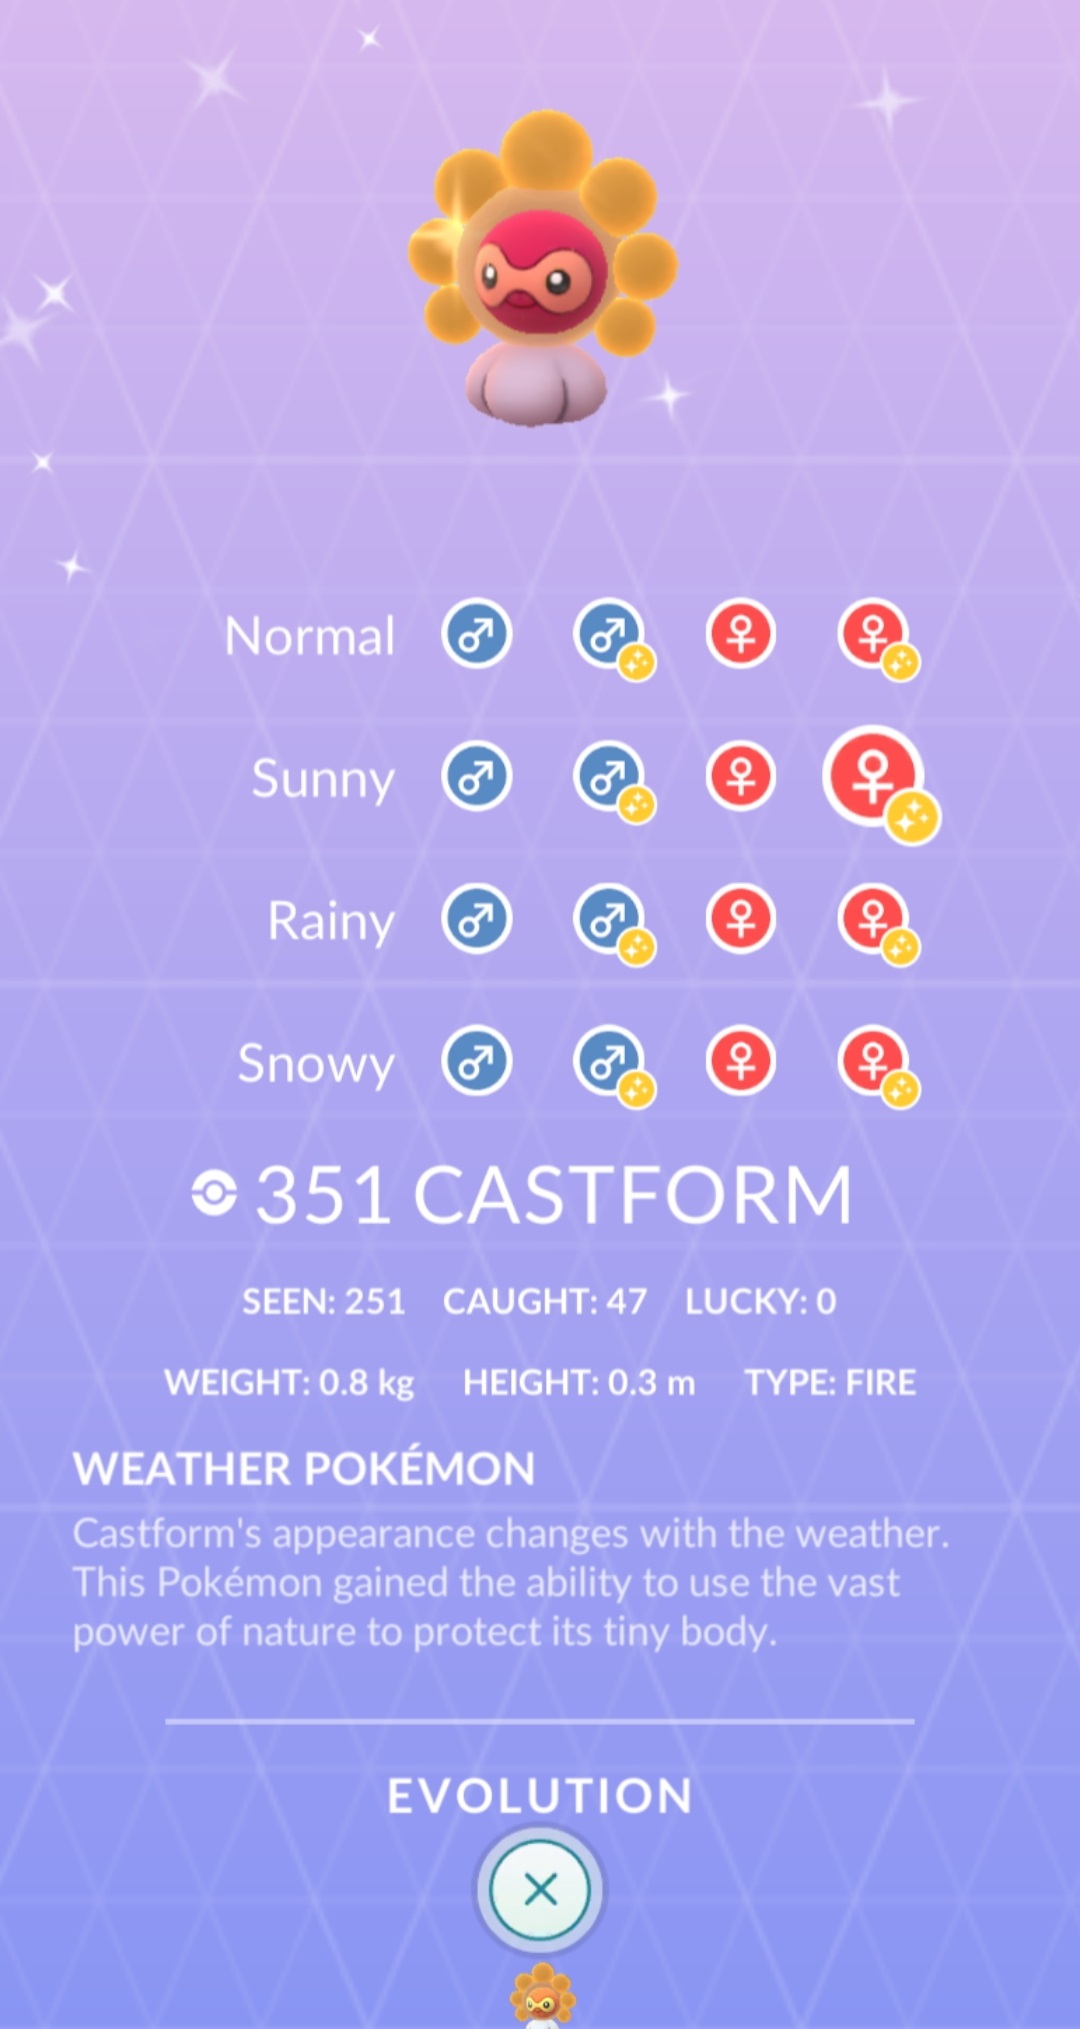 Normal
Sunny
Rainy
Snowy
351 CASTFORM
SEEN: 251 CAUGHT: 47 LUCKY: 0
WEIGHT: 0.8 kg HEIGHT: 0.3 m TYPE: FIRE
WEATHER POKÉMON
Castform's appearance changes with the weather.
This Pokémon gained the ability to use the vast
power of nature to protect its tiny body.
EVOLUTION